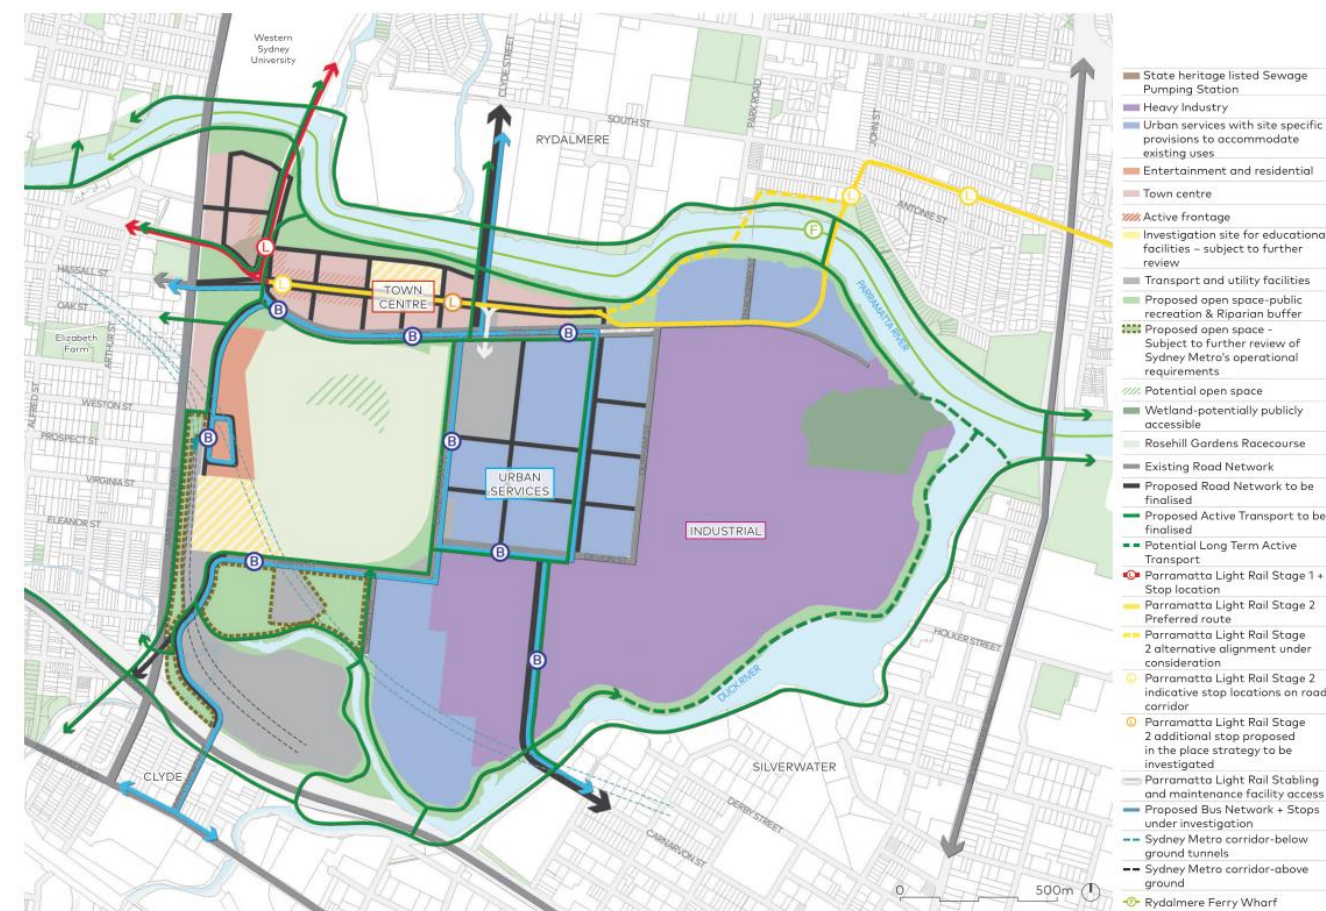 Western
Sydney
University
CLYDE STREET
SOUTH ST
RYDALMERE
PARK ROAD
JOHN ST
ANTONIE ST
L
L
F
PARRAMATTA RIVER
HASSALL ST
OAK ST
ARTHUR ST
Elizabeth
Farm
ALFRED ST
WESTON ST
PROSPECT ST
VIRGINIA ST
ELEANOR ST
L
L
TOWN
CENTRE
L
B
B
B
B
B
B
B
B
URBAN
SERVICES
DEVON ST
INDUSTRIAL
DUCK RIVER
HOLKER STREET
CLYDE
SILVERWATER
DERBY STREET
CARNARVON ST
0
500m
State heritage listed Sewage
Pumping Station
Heavy Industry
Urban services with site specific
provisions to accommodate
existing uses
Entertainment and residential
Town centre
Active frontage
Investigation site for educationa
facilities – subject to further
review
Transport and utility facilities
Proposed open space-public
recreation & Riparian buffer
Proposed open space -
Subject to further review of
Sydney Metro's operational
requirements
Potential open space
Wetland-potentially publicly
accessible
Rosehill Gardens Racecourse
Existing Road Network
Proposed Road Network to be
finalised
Proposed Active Transport to be
finalised
Potential Long Term Active
Transport
L Parramatta Light Rail Stage 1 +
Stop location
Parramatta Light Rail Stage 2
Preferred route
Parramatta Light Rail Stage
2 alternative alignment under
consideration
L Parramatta Light Rail Stage 2
indicative stop locations on road
corridor
L Parramatta Light Rail Stage
2 additional stop proposed
in the place strategy to be
investigated
Parramatta Light Rail Stabling
and maintenance facility access
Proposed Bus Network + Stops
under investigation
Sydney Metro corridor-below
ground tunnels
Sydney Metro corridor-above
ground
F Rydalmere Ferry Wharf